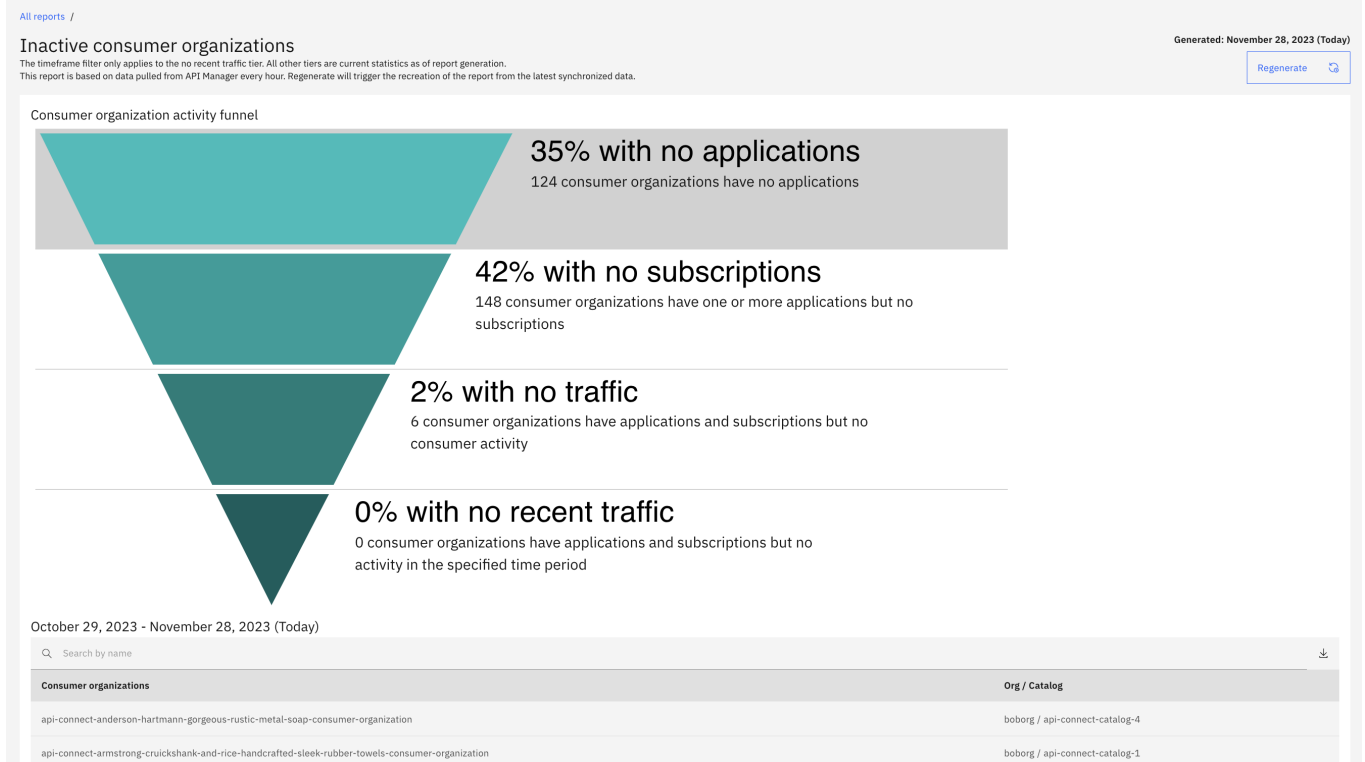 All reports /
Inactive consumer organizations
Generated: November 28, 2023 (Today)
The timeframe filter only applies to the no recent traffic tier. All other tiers are current statistics as of report generation.
This report is based on data pulled from API Manager every hour. Regenerate will trigger the recreation of the report from the latest synchronized data.
Regenerate
Consumer organization activity funnel
35% with no applications
124 consumer organizations have no applications
42% with no subscriptions
148 consumer organizations have one or more applications but no
subscriptions
2% with no traffic
6 consumer organizations have applications and subscriptions but no
consumer activity
0% with no recent traffic
0 consumer organizations have applications and subscriptions but no
activity in the specified time period
October 29, 2023 - November 28, 2023 (Today)
Search by name
Consumer organizations Org / Catalog
api-connect-anderson-hartmann-gorgeous-rustic-metal-soap-consumer-organization boborg / api-connect-catalog-4
api-connect-armstrong-cruickshank-and-rice-handcrafted-sleek-rubber-towels-consumer-organization boborg / api-connect-catalog-1